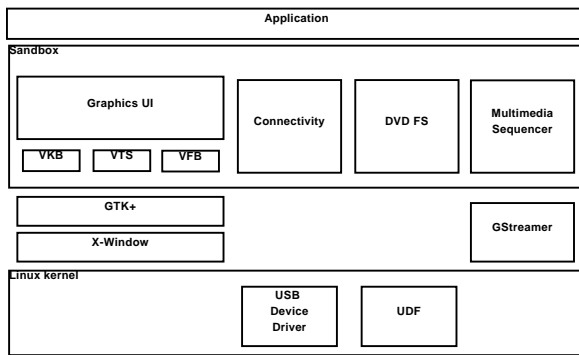 Application
Sandbox
Graphics UI
Connectivity
DVD FS
Multimedia
Sequencer
VKB
VTS
VFB
GTK+
X-Window
GStreamer
Linux kernel
USB
Device
Driver
UDF